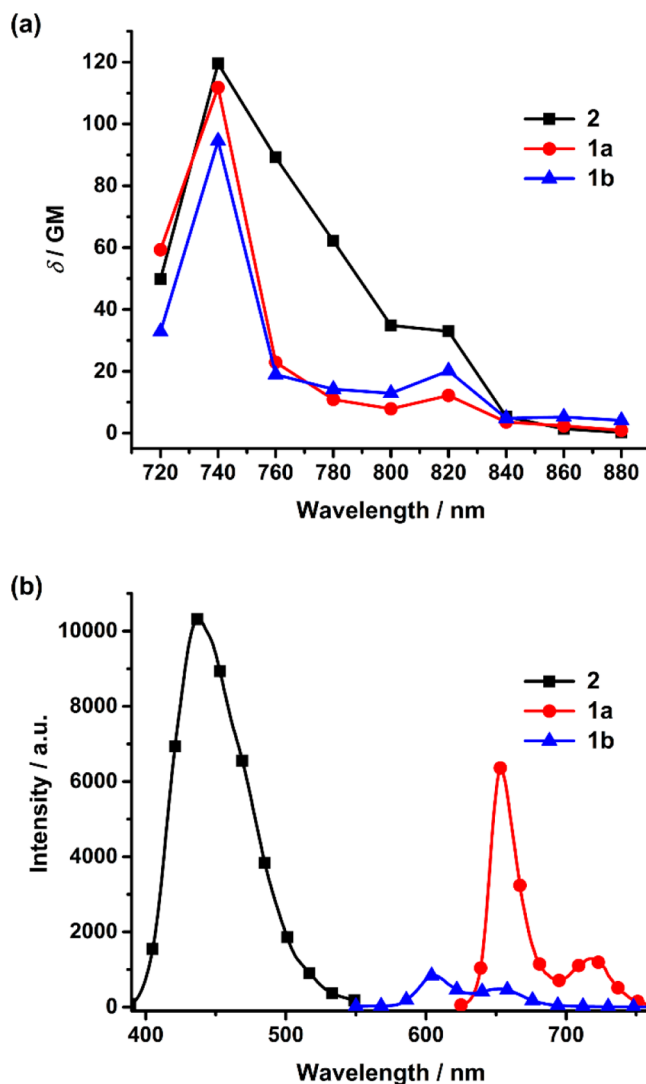 (a)
120
100
80
60
40
20
0
δ / GM
2
1a
1b
720 740 760 780 800 820 840 860 880
Wavelength / nm
(b)
10000
8000
6000
4000
2000
0
Intensity / a.u.
2
1a
1b
400 500 600 700
Wavelength / nm